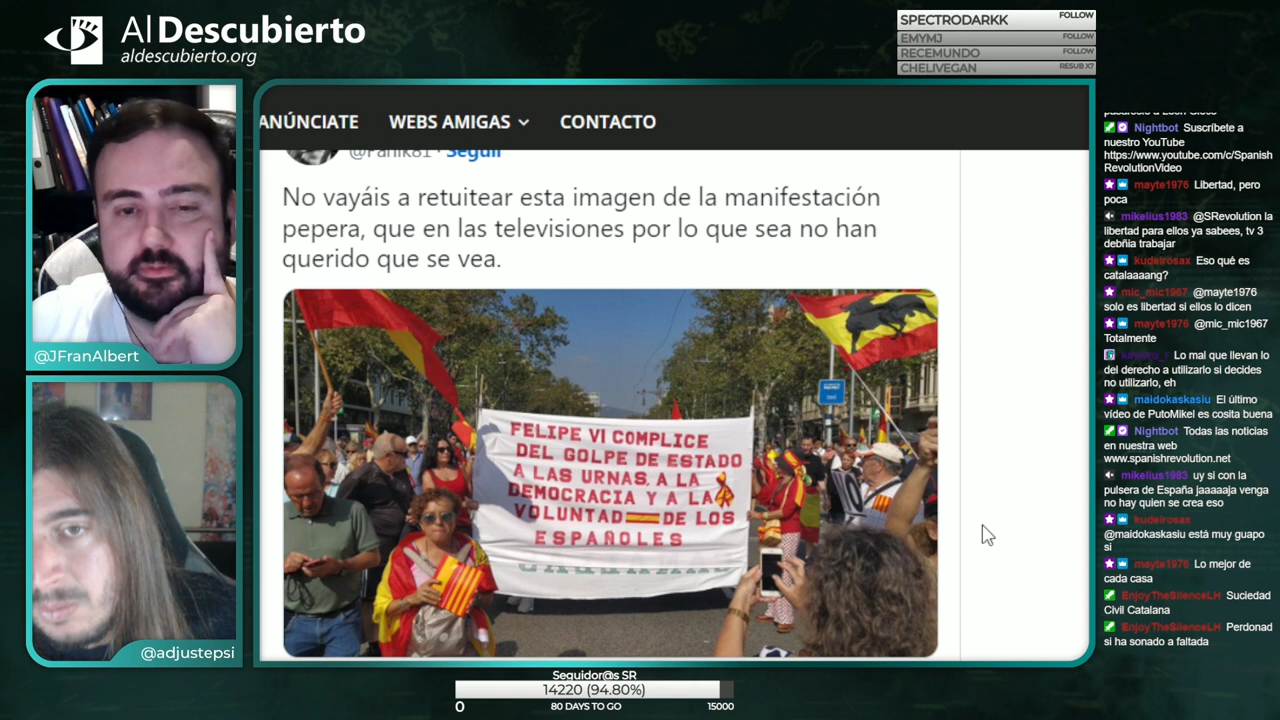 Al Descubierto
aldescubierto.org
SPECTRODARKK FOLLOW
EMYMJ FOLLOW
RECEMUNDO FOLLOW
CHELIVEGAN RESUB X7
@JFranAlbert
@adjustepsi
ANÚNCIATE WEBS AMIGAS CONTACTO
@Panik81 · Seguir
No vayáis a retuitear esta imagen de la manifestación
pepera, que en las televisiones por lo que sea no han
querido que se vea.
FELIPE VI COMPLICE
DEL GOLPE DE ESTADO
A LAS URNAS, A LA
DEMOCRACIA Y A LA
VOLUNTAD DE LOS
ESPAÑOLES
Nightbot Suscríbete a
nuestro YouTube
https://www.youtube.com/c/Spanish
RevolutionVideo
mayte1976 Libertad, pero
poca
mikelius1983 @SRevolution la
libertad para ellos ya sabees, tv 3
debñia trabajar
kudeirosax Eso qué es
catalaaaang?
mic_mic1967 @mayte1976
solo es libertad si ellos lo dicen
mayte1976 @mic_mic1967
Totalmente
Lo mal que llevan lo
del derecho a utilizarlo si decides
no utilizarlo, eh
maidokaskasiu El último
vídeo de PutoMikel es cosita buena
Nightbot Todas las noticias
en nuestra web
www.spanishrevolution.net
mikelius1983 uy si con la
pulsera de España jaaaaaja venga
no hay quien se crea eso
kudeirosax
@maidokaskasiu está muy guapo
si
mayte1976 Lo mejor de
cada casa
EnjoyTheSilenceLH Suciedad
Civil Catalana
EnjoyTheSilenceLH Perdonad
si ha sonado a faltada
Seguidor@s SR
14220 (94.80%)
0 80 DAYS TO GO 15000